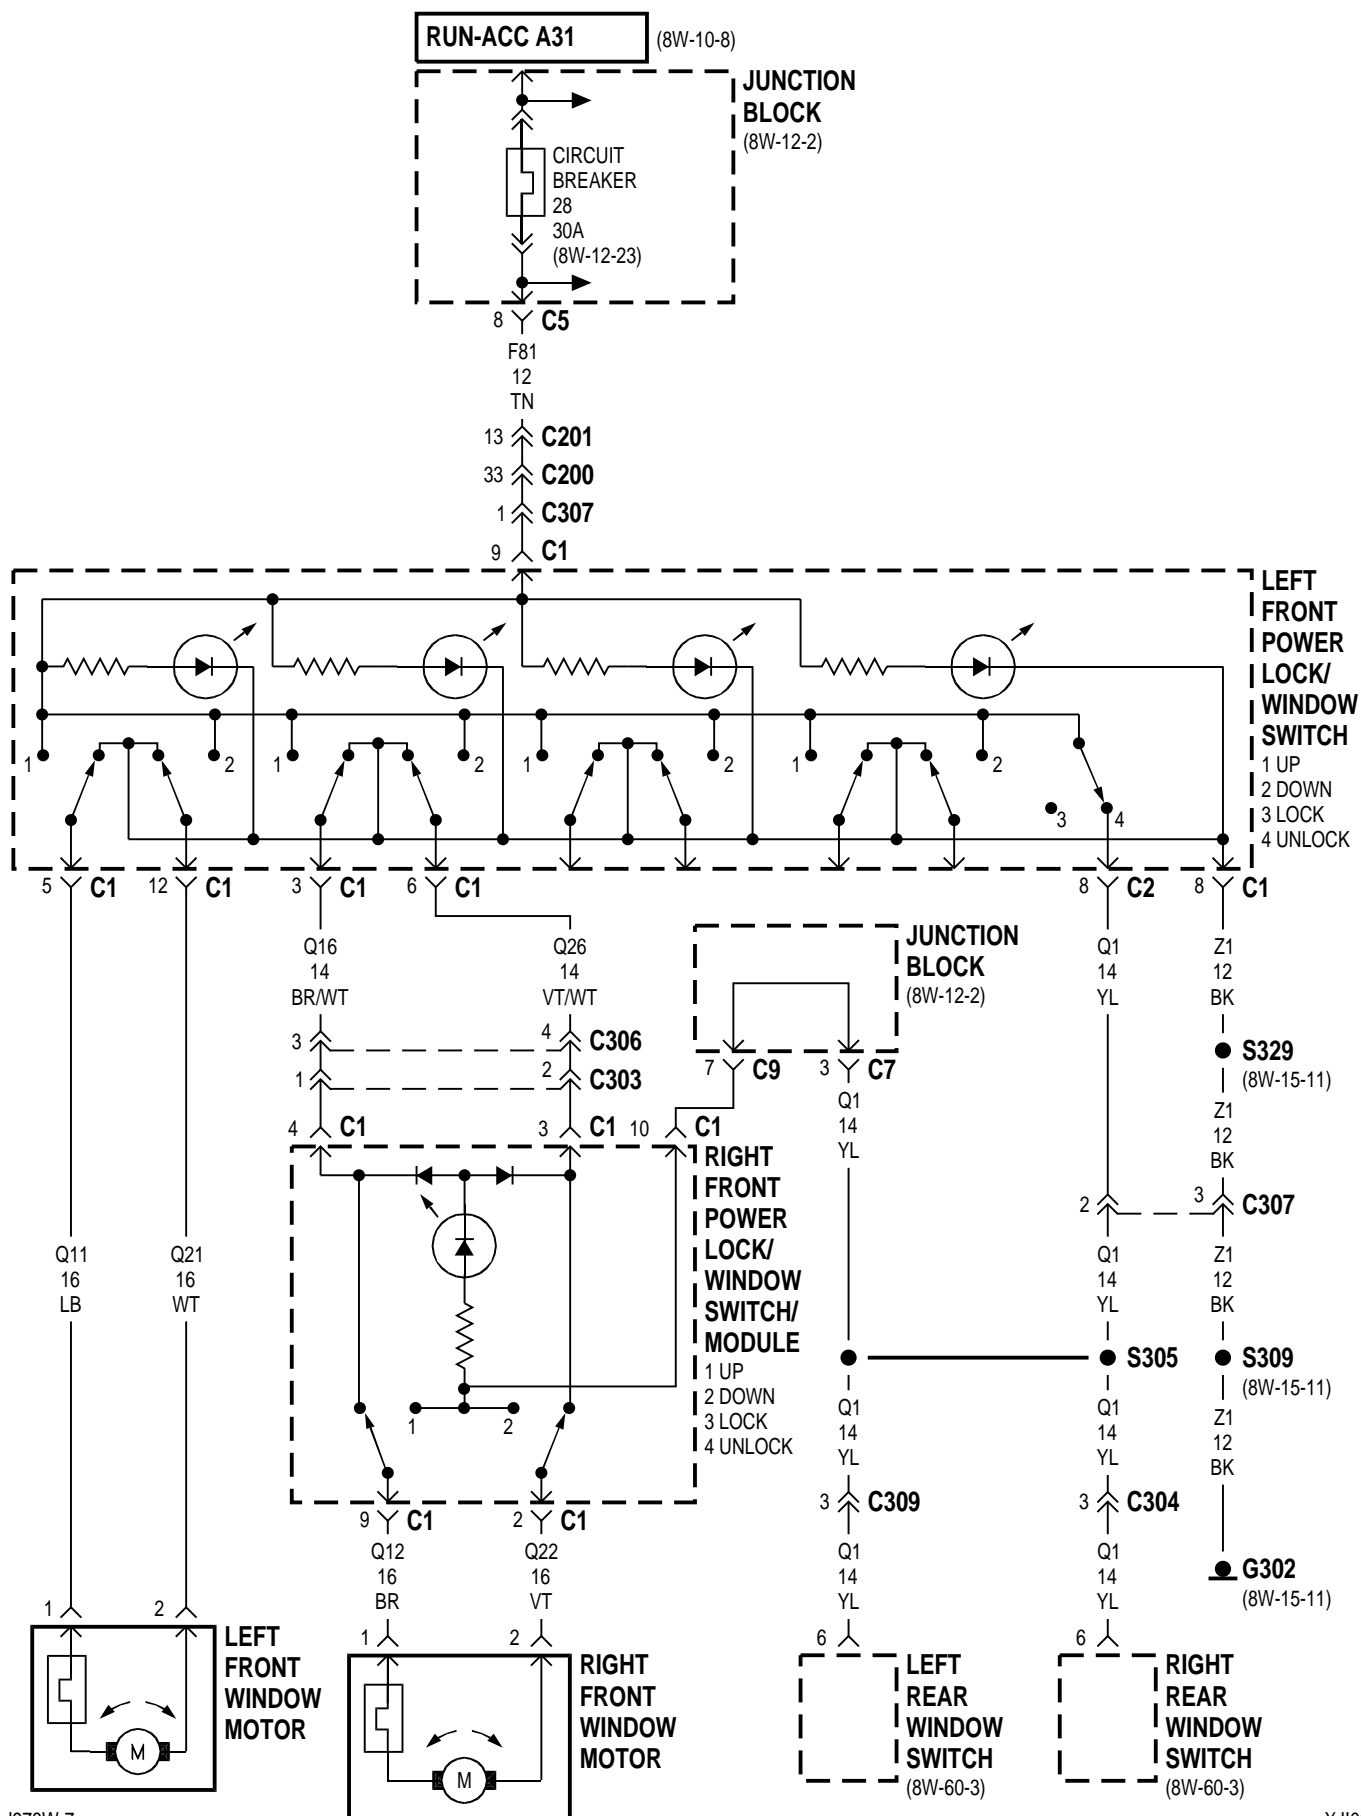 RUN-ACC A31
(8W-10-8)
JUNCTION
BLOCK
(8W-12-2)
CIRCUIT
BREAKER
28
30A
(8W-12-23)
8 C5
F81
12
TN
13 C201
33 C200
1 C307
9 C1
LEFT
FRONT
POWER
LOCK/
WINDOW
SWITCH
1 UP
2 DOWN
3 LOCK
4 UNLOCK
1 2 1 2 1 2 1 2
3 4
5 C1 12 C1 3 C1 6 C1 8 C2 8 C1
Q16
14
BR/WT
Q26
14
VT/WT
3 4 C306
1 2 C303
4 C1 3 C1 10 C1
JUNCTION
BLOCK
(8W-12-2)
7 C9 3 C7
Q1
14
YL
Q1
14
YL
Z1
12
BK
S329
(8W-15-11)
Z1
12
BK
2 3 C307
Q1
14
YL
Z1
12
BK
S305
S309
(8W-15-11)
Q11
16
LB
Q21
16
WT
RIGHT
FRONT
POWER
LOCK/
WINDOW
SWITCH/
MODULE
1 UP
2 DOWN
3 LOCK
4 UNLOCK
1 2
9 C1 2 C1
Q12
16
BR
Q22
16
VT
Q1
14
YL
Q1
14
YL
Z1
12
BK
3 C309
3 C304
Q1
14
YL
Q1
14
YL
G302
(8W-15-11)
1 2
LEFT
FRONT
WINDOW
MOTOR
M
1 2
RIGHT
FRONT
WINDOW
MOTOR
M
6
LEFT
REAR
WINDOW
SWITCH
(8W-60-3)
6
RIGHT
REAR
WINDOW
SWITCH
(8W-60-3)